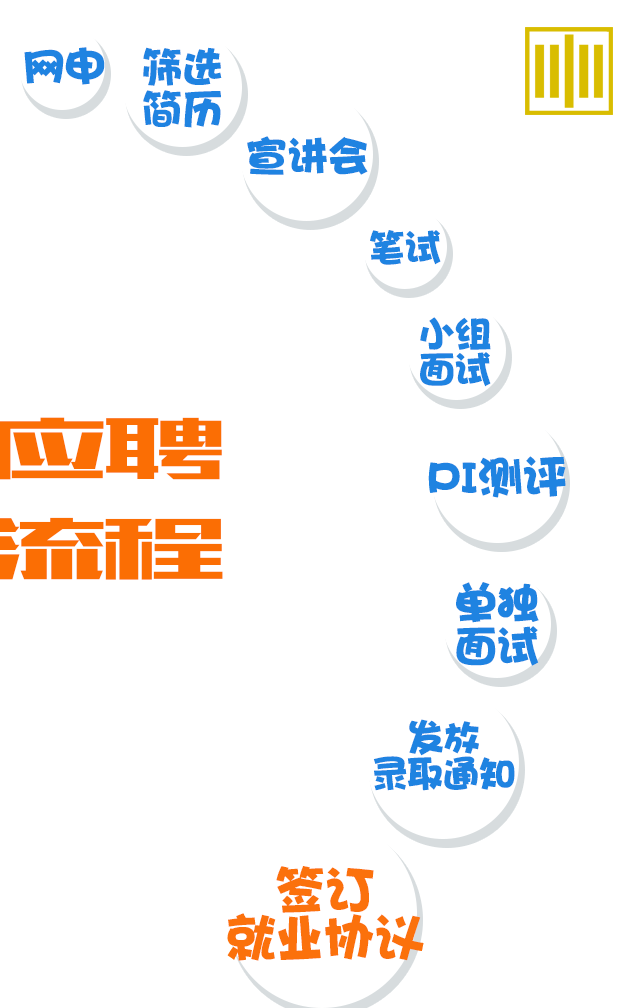 网申
筛选
简历
宣讲会
笔试
小组
面试
应聘
流程
PI测评
单独
面试
发放
录取通知
签订
就业协议